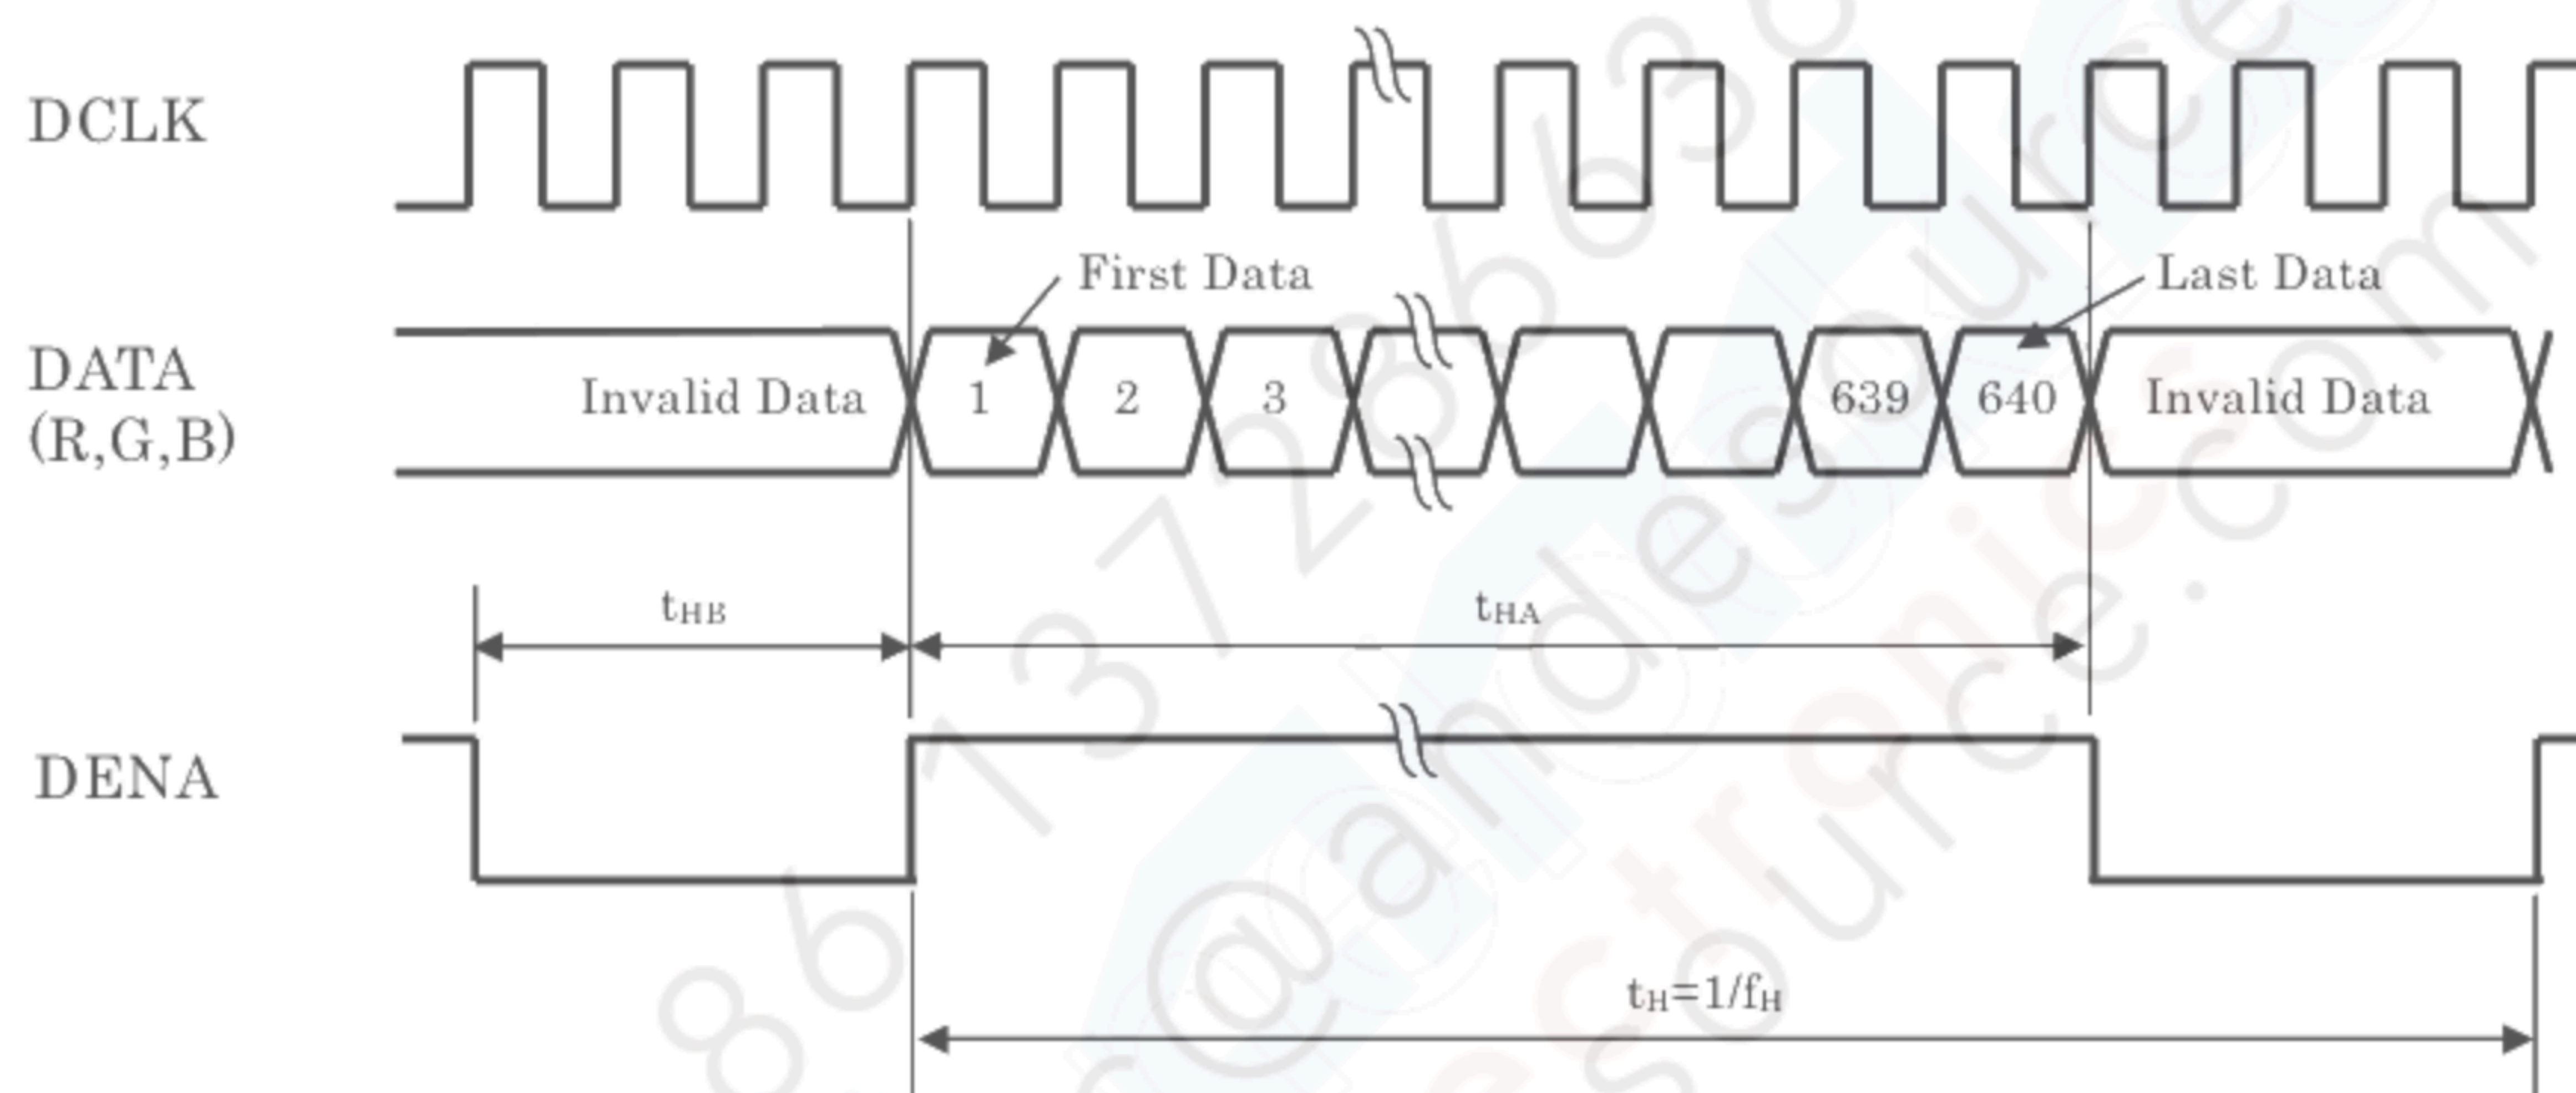 DCLK
First Data
Last Data
DATA
(R,G,B)
Invalid Data
1
2
3
639
640
Invalid Data
tHB
tHA
DENA
tH=1/fH